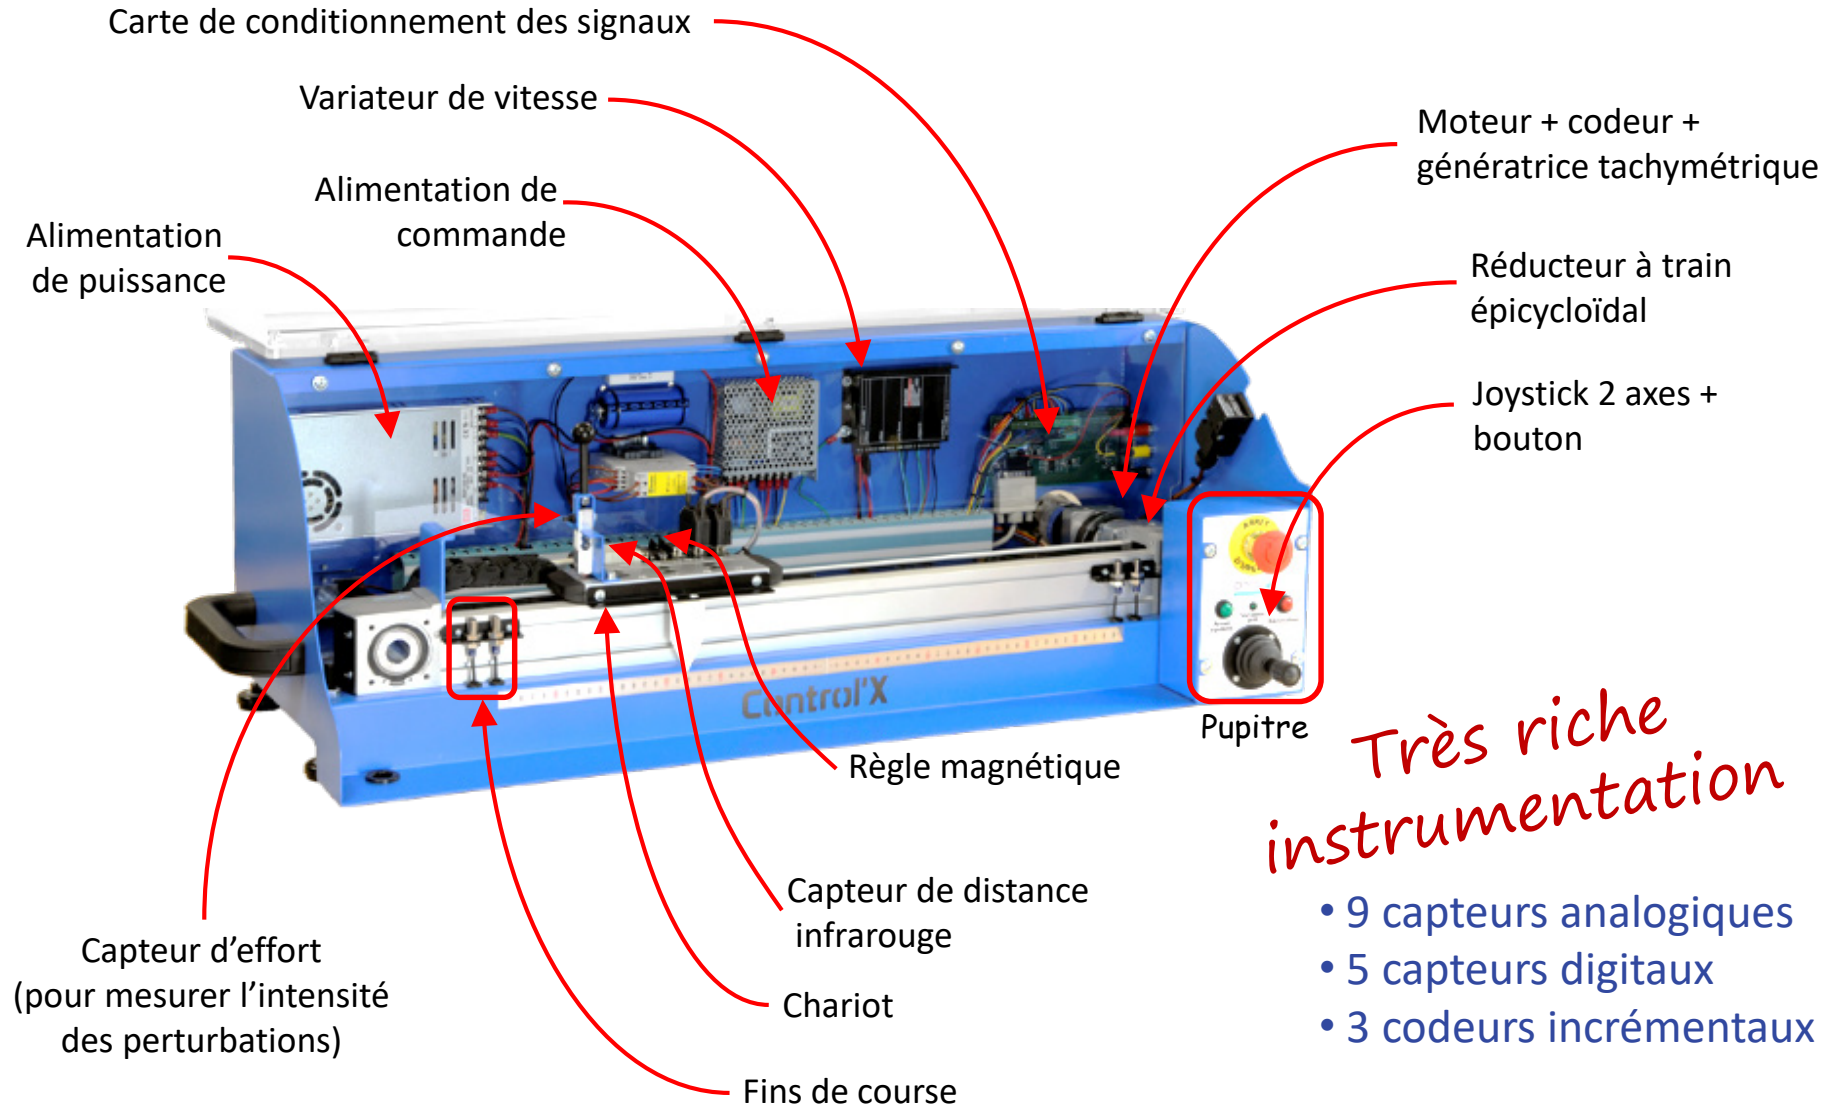 Carte de conditionnement des signaux
Variateur de vitesse
Alimentation de
commande
Alimentation
de puissance
Moteur + codeur +
génératrice tachymétrique
Réducteur à train
épicycloïdal
Joystick 2 axes +
bouton
Control'X
Pupitre
Règle magnétique
Capteur de distance
infrarouge
Chariot
Fins de course
Capteur d’effort
(pour mesurer l’intensité
des perturbations)
Très riche
instrumentation
• 9 capteurs analogiques
• 5 capteurs digitaux
• 3 codeurs incrémentaux